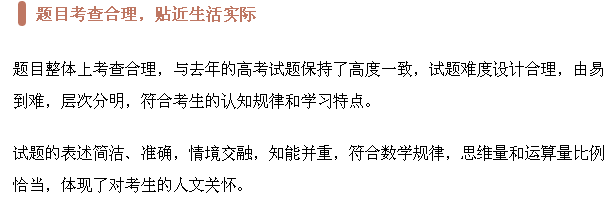 题目考查合理，贴近生活实际
题目整体上考查合理，与去年的高考试题保持了高度一致，试题难度设计合理，由易
到难，层次分明，符合考生的认知规律和学习特点。
试题的表述简洁、准确，情境交融，知能并重，符合数学规律，思维量和运算量比例
恰当，体现了对考生的人文关怀。